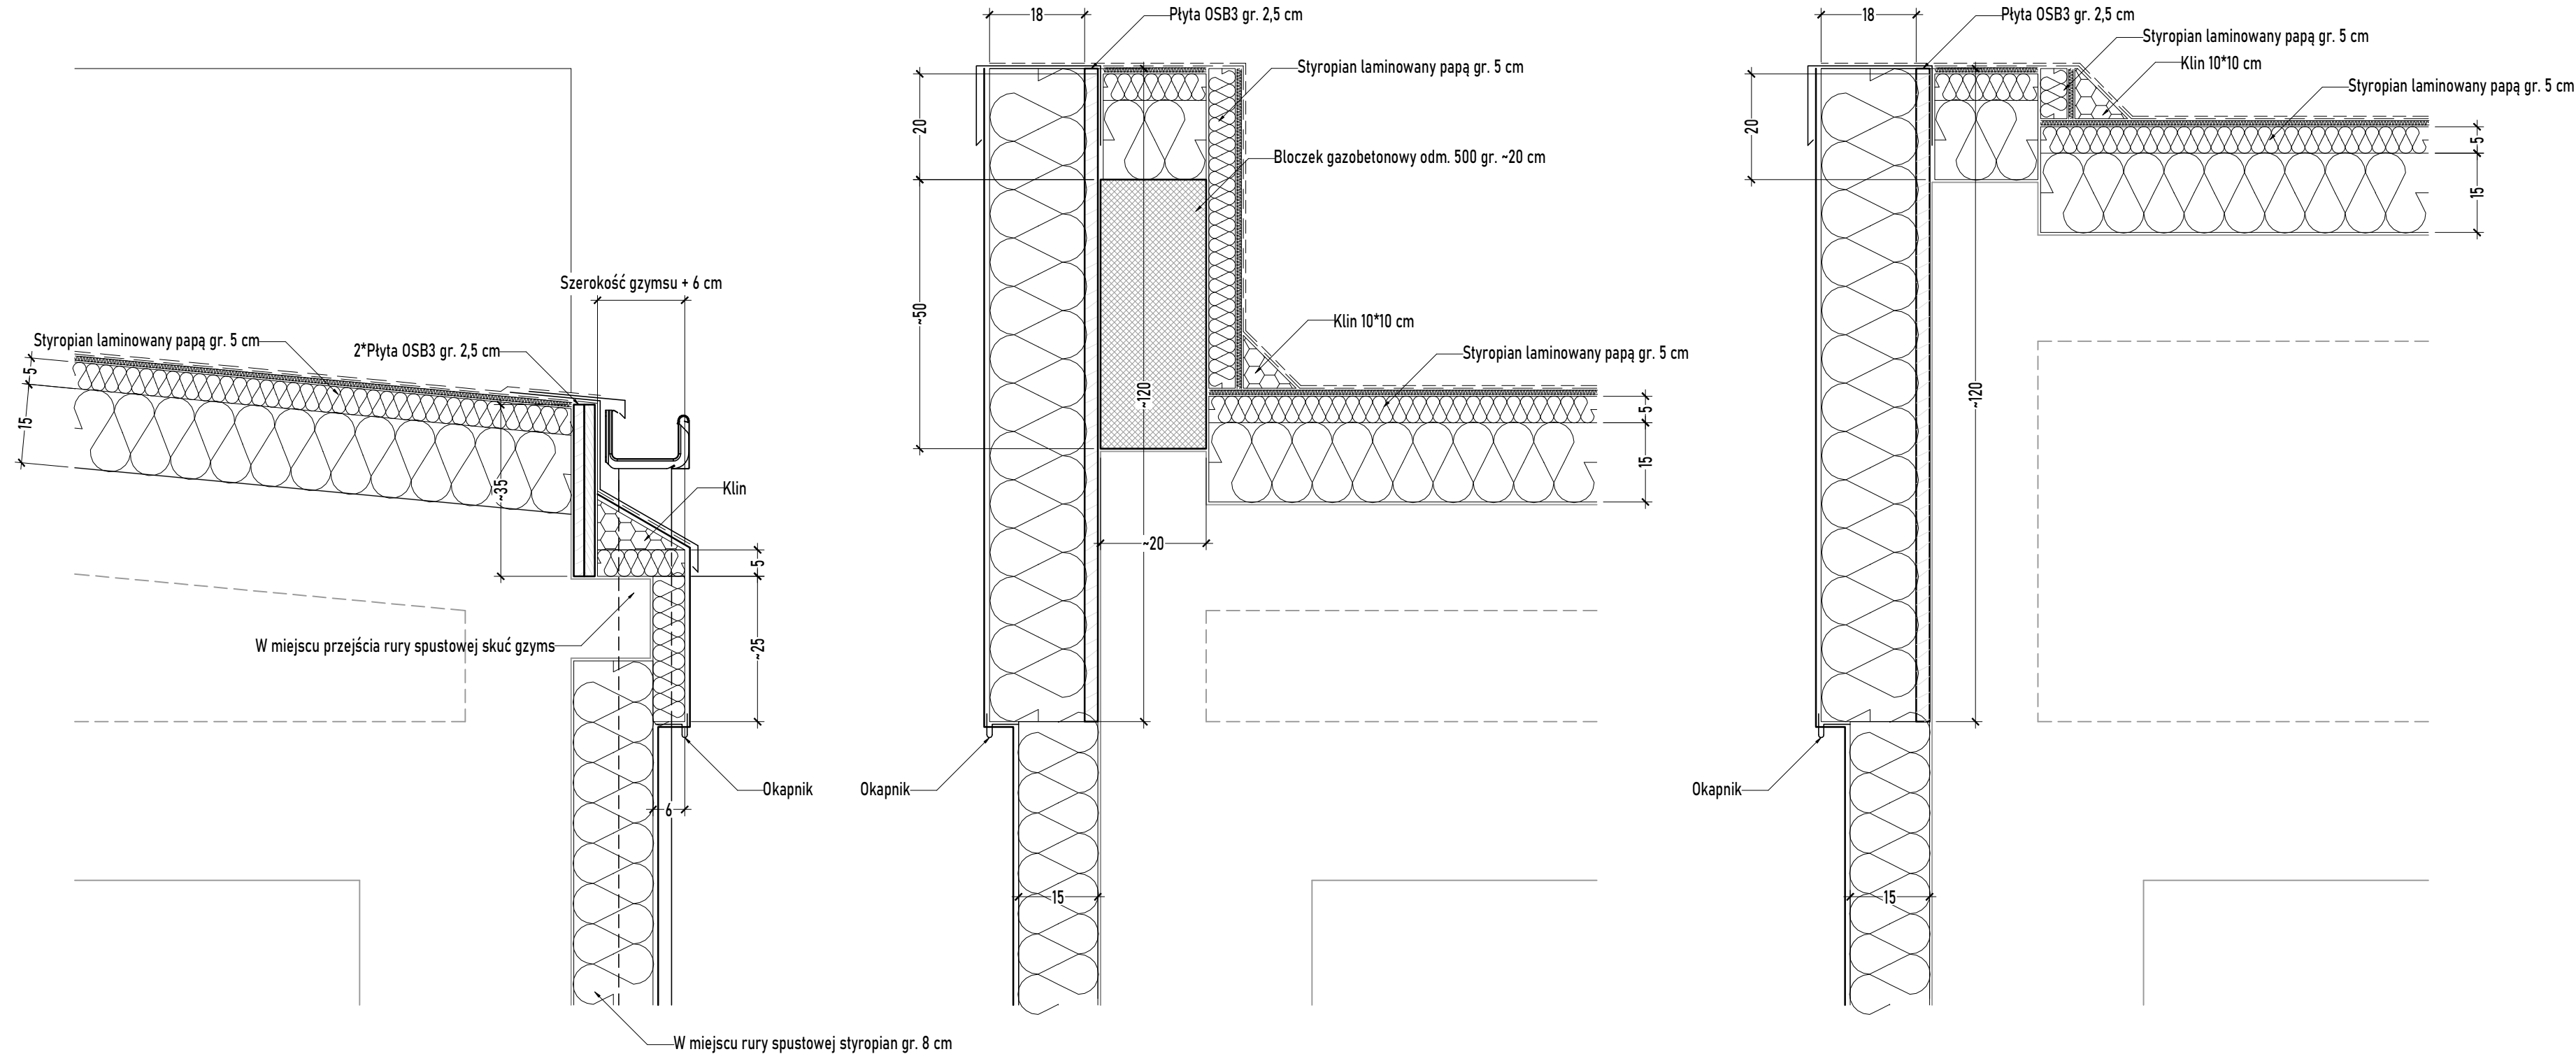 Szerokość gzymsu + 6 cm
Styropian laminowany papą gr. 5 cm
2*Płyta OSB3 gr. 2,5 cm
5
15
~35
Klin
5
~25
W miejscu przejścia rury spustowej skuć gzyms
Okapnik
6
W miejscu rury spustowej styropian gr. 8 cm
18
Płyta OSB3 gr. 2,5 cm
Styropian laminowany papą gr. 5 cm
20
Bloczek gazobetonowy odm. 500 gr. ~20 cm
~50
Klin 10*10 cm
Styropian laminowany papą gr. 5 cm
~120
5
15
~20
Okapnik
15
18
Płyta OSB3 gr. 2,5 cm
Styropian laminowany papą gr. 5 cm
Klin 10*10 cm
Styropian laminowany papą gr. 5 cm
20
5
15
~120
Okapnik
15